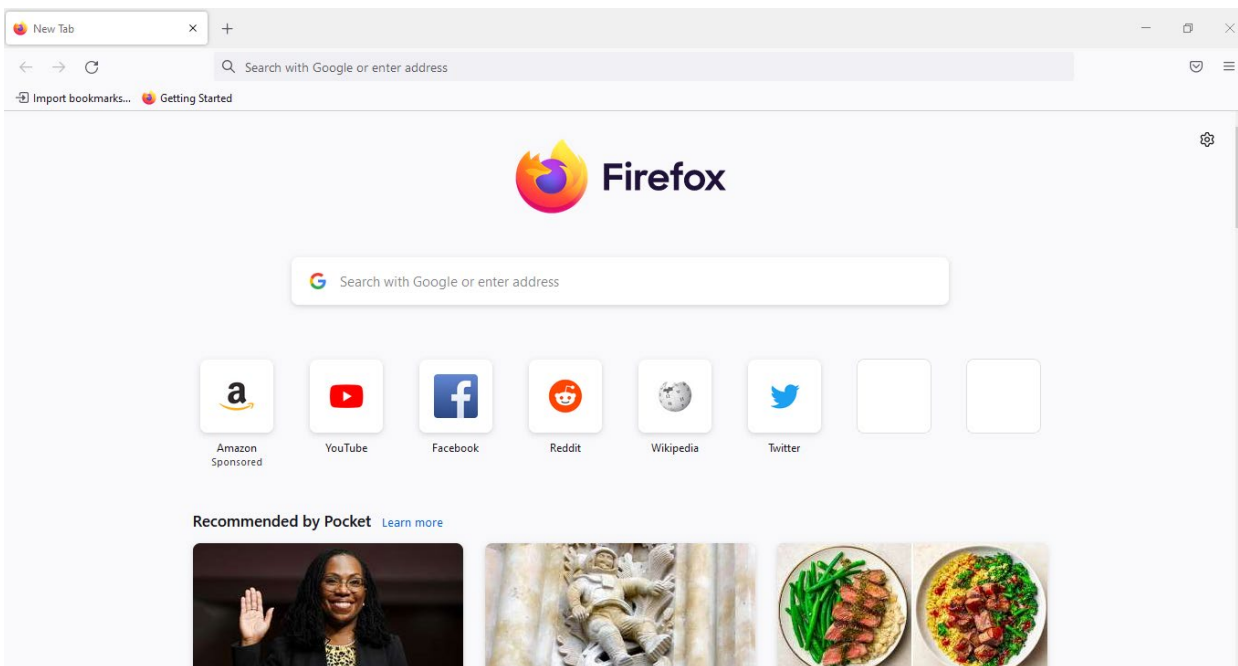 New Tab
Search with Google or enter address
Import bookmarks... Getting Started
Firefox
Search with Google or enter address
Amazon YouTube Facebook Reddit Wikipedia Twitter
Sponsored
Recommended by Pocket Learn more